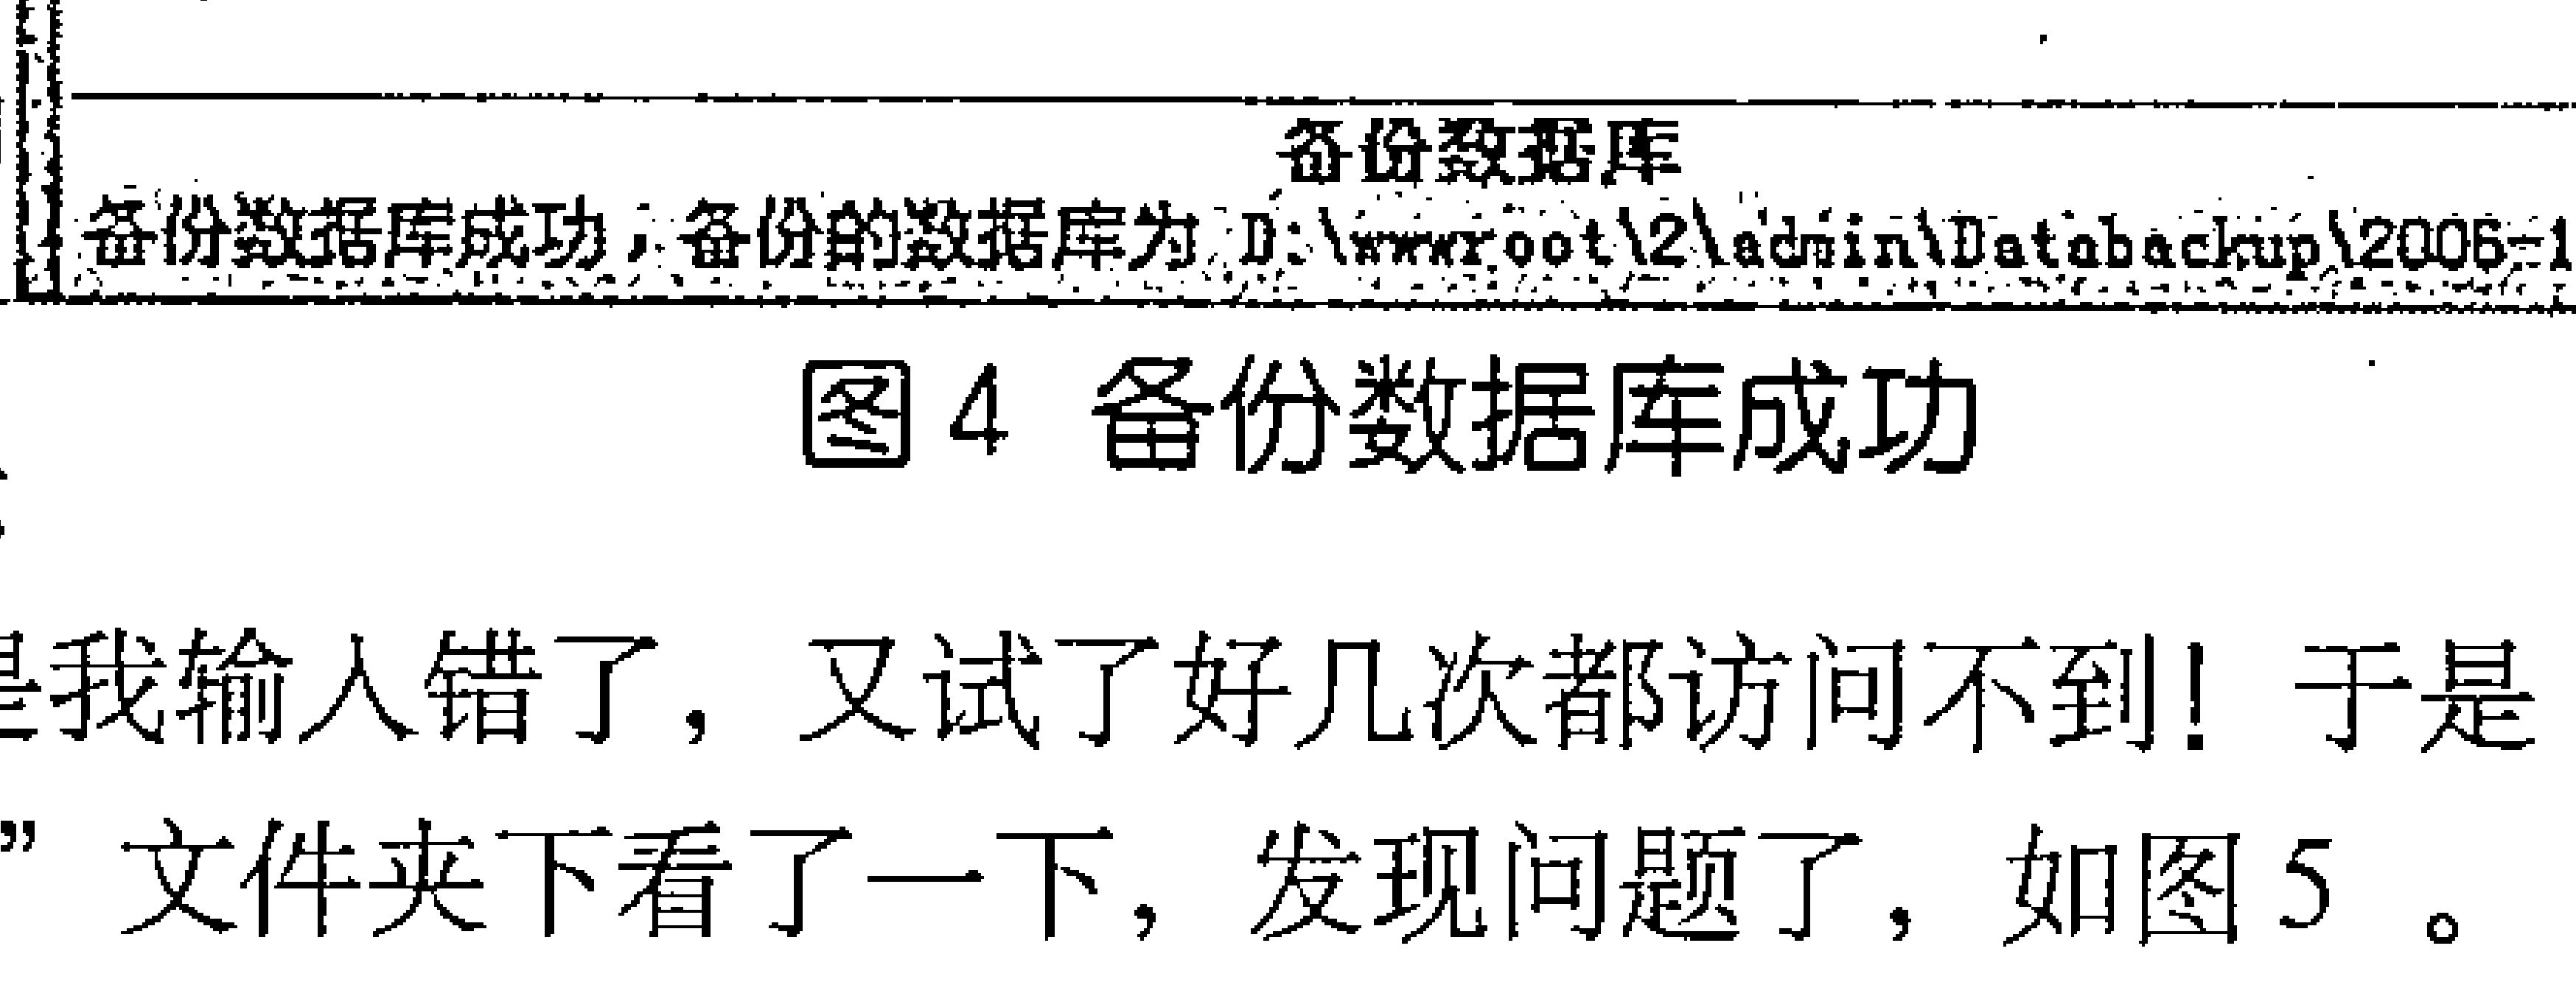 备份数据库
备份数据库成功，备份的数据库为 D:\wwwroot\2\admin\Databackup\2006-1
图4 备份数据库成功
是我输入错了，又试了好几次都访问不到！于是
”文件夹下看了一下，发现问题了，如图5 。